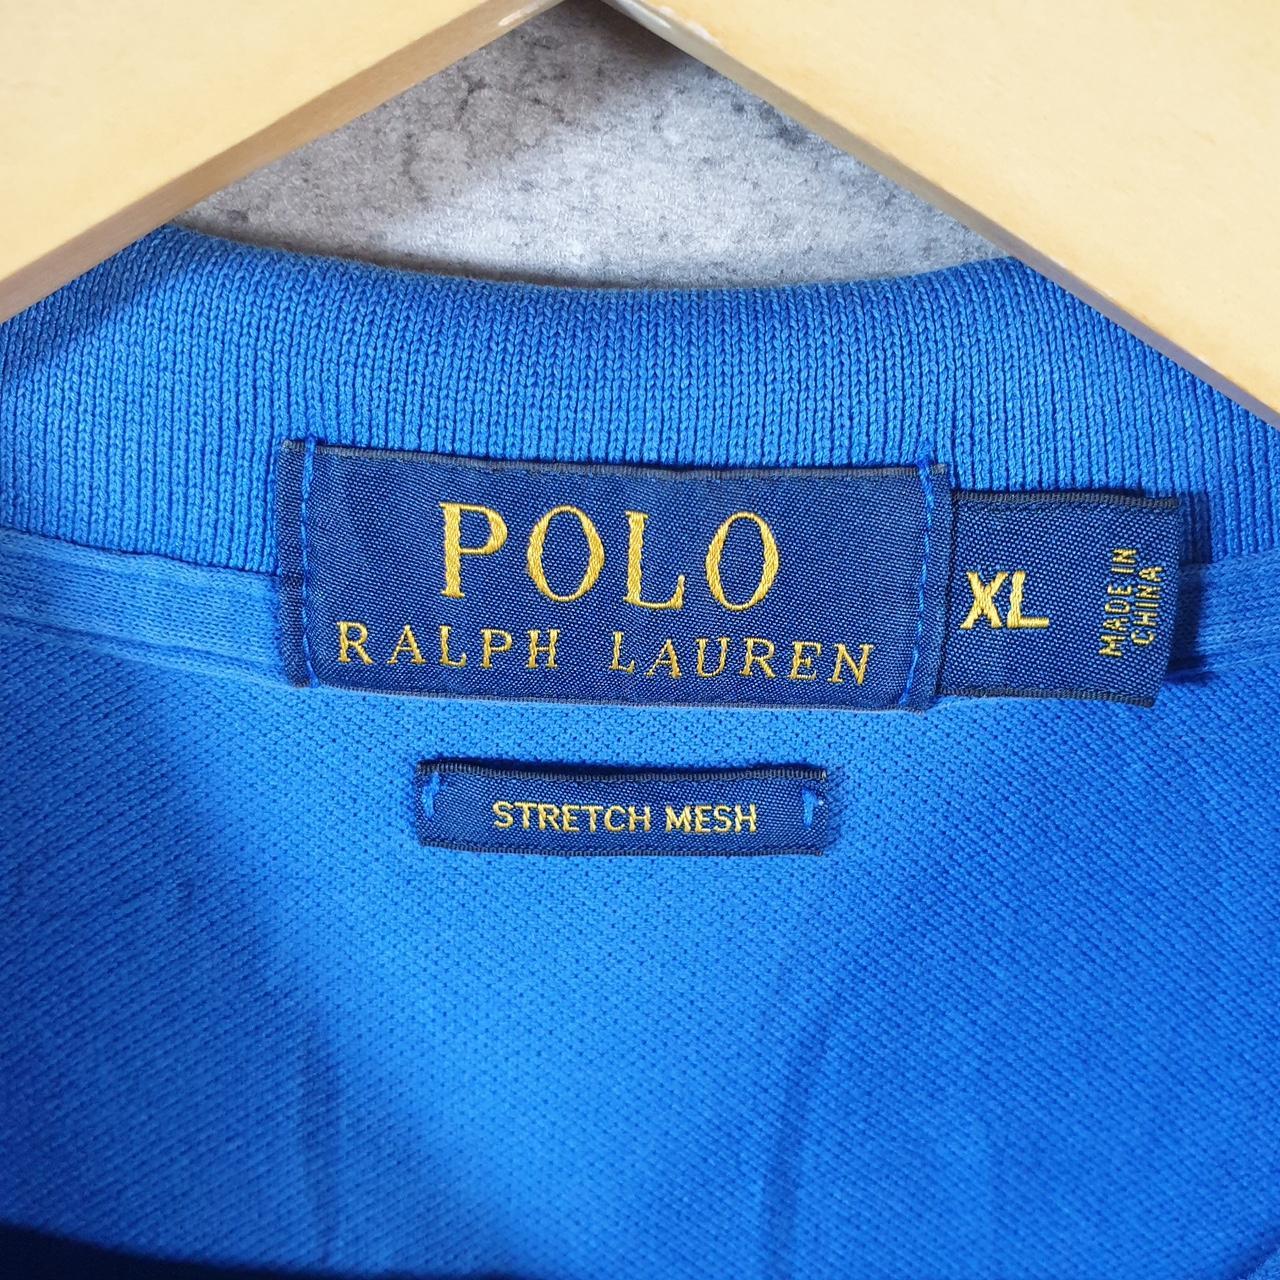 POLO
RALPH LAUREN
XL
MADE IN
CHINA
STRETCH MESH